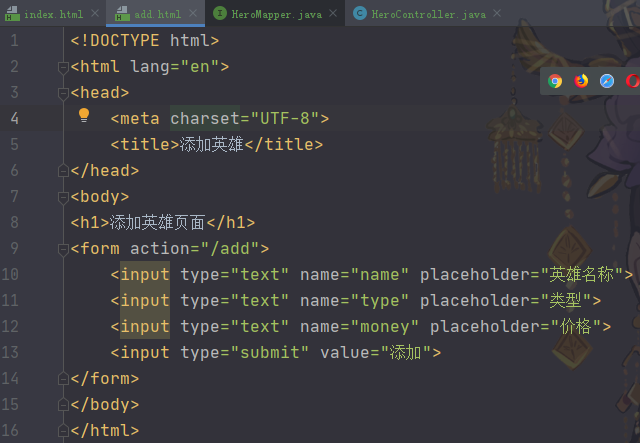 index.html add.html HeroMapper.java HeroController.java
1 <!DOCTYPE html>
2 <html lang="en">
3 <head>
4 <meta charset="UTF-8">
5 <title>添加英雄</title>
6 </head>
7 <body>
8 <h1>添加英雄页面</h1>
9 <form action="/add">
10 <input type="text" name="name" placeholder="英雄名称">
11 <input type="text" name="type" placeholder="类型">
12 <input type="text" name="money" placeholder="价格">
13 <input type="submit" value="添加">
14 </form>
15 </body>
16 </html>